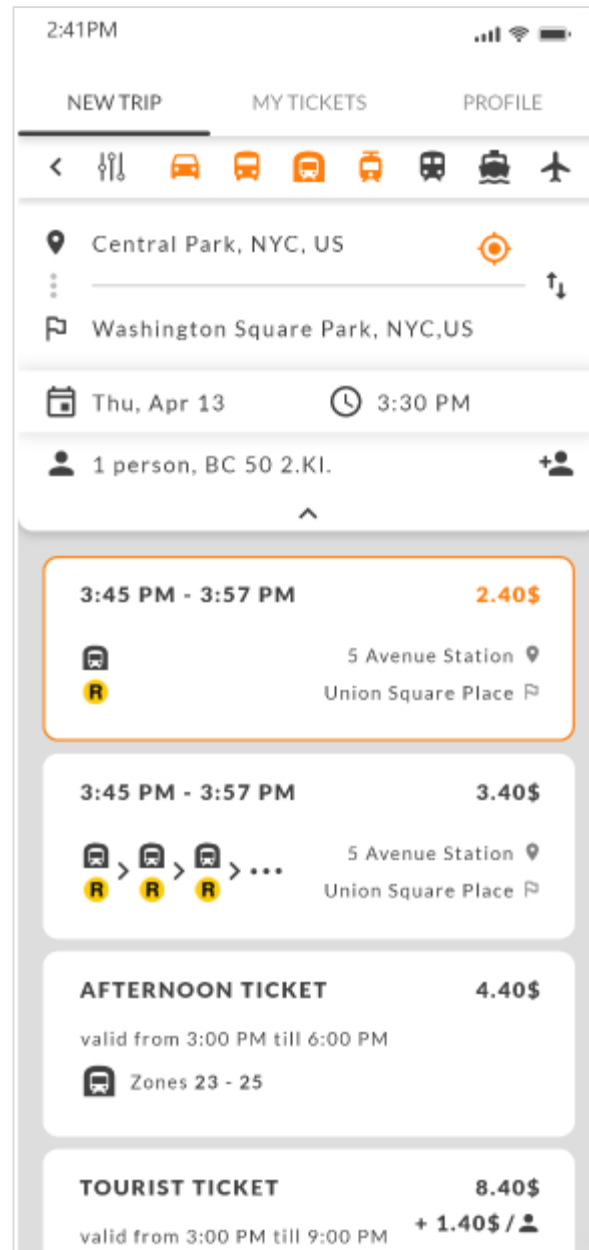 2:41PM
NEW TRIP MY TICKETS PROFILE
Central Park, NYC, US
Washington Square Park, NYC,US
Thu, Apr 13 3:30 PM
1 person, BC 50 2.Kl.
3:45 PM - 3:57 PM 2.40$
5 Avenue Station
R Union Square Place
3:45 PM - 3:57 PM 3.40$
5 Avenue Station
R R R Union Square Place
AFTERNOON TICKET 4.40$
valid from 3:00 PM till 6:00 PM
Zones 23 - 25
TOURIST TICKET 8.40$
+ 1.40$ /
valid from 3:00 PM till 9:00 PM